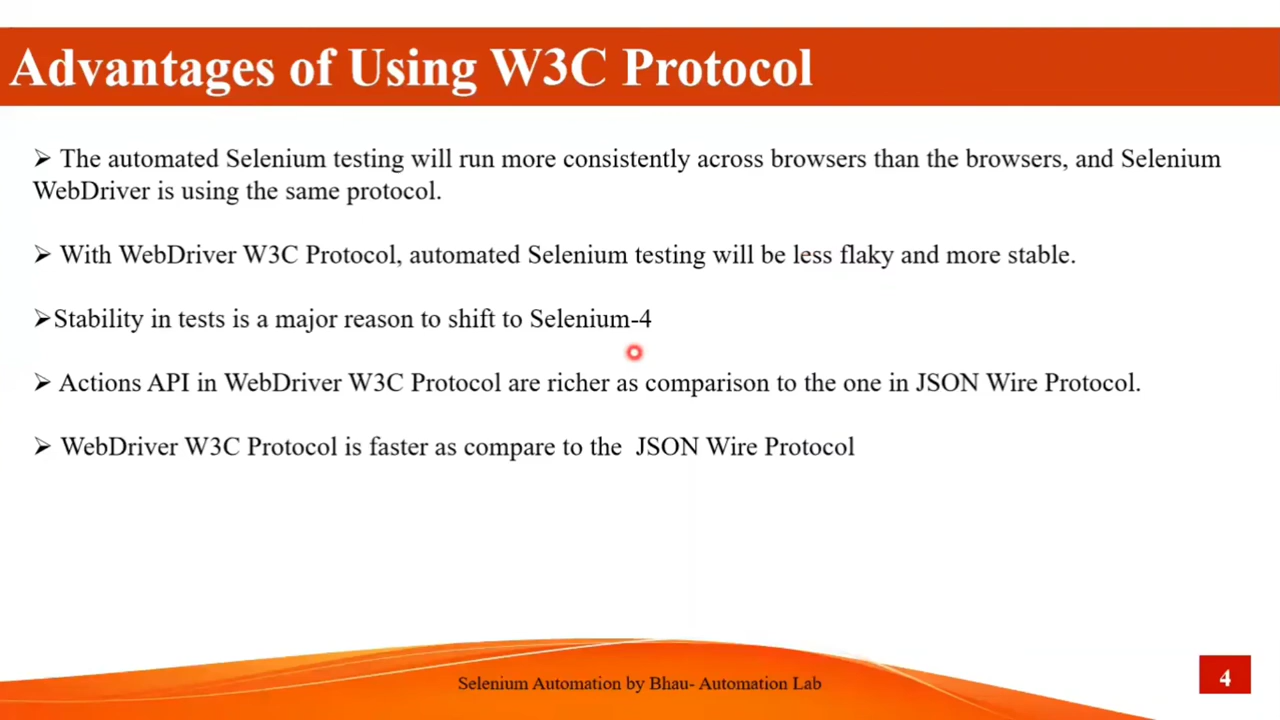 Advantages of Using W3C Protocol
➢ The automated Selenium testing will run more consistently across browsers than the browsers, and Selenium
WebDriver is using the same protocol.
➢ With WebDriver W3C Protocol, automated Selenium testing will be less flaky and more stable.
➢Stability in tests is a major reason to shift to Selenium-4
➢ Actions API in WebDriver W3C Protocol are richer as comparison to the one in JSON Wire Protocol.
➢ WebDriver W3C Protocol is faster as compare to the JSON Wire Protocol
Selenium Automation by Bhau- Automation Lab
4